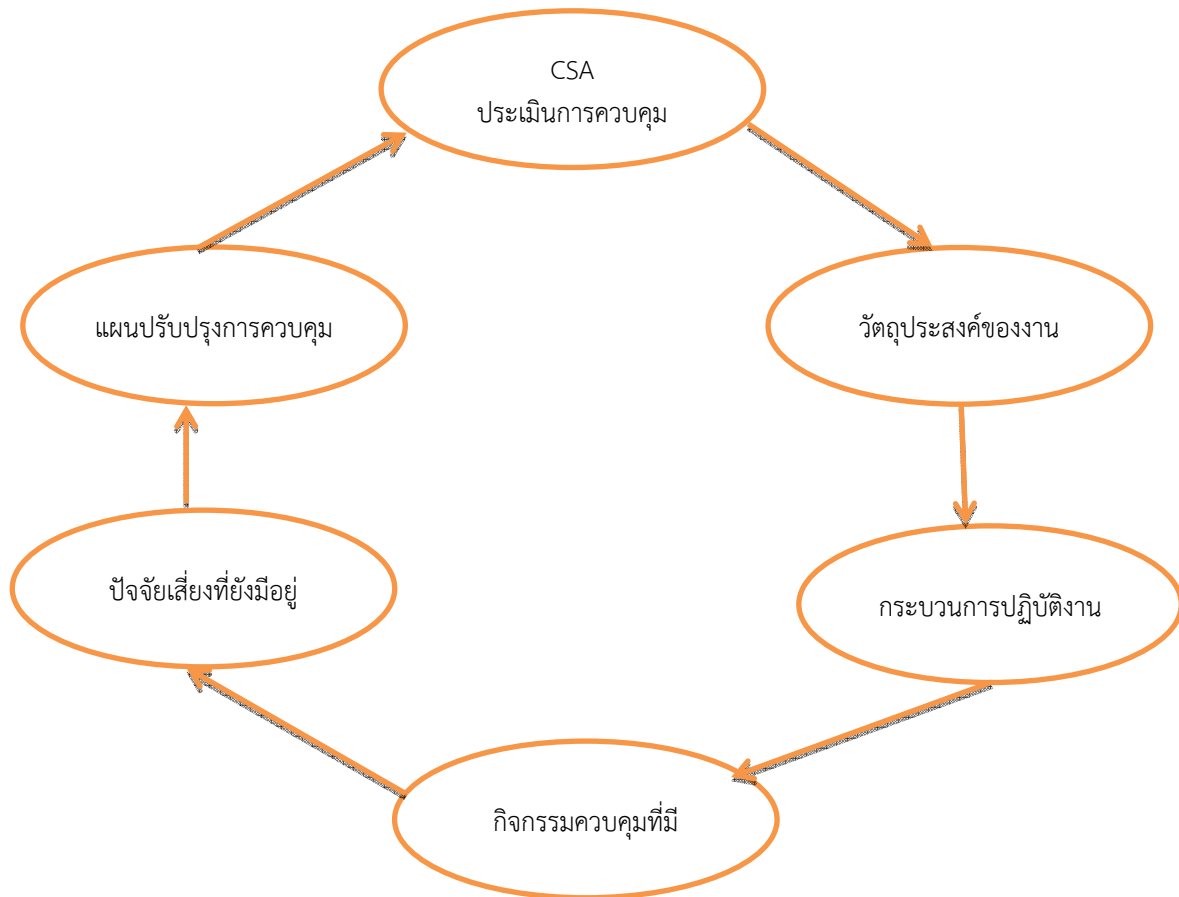 CSA
ประเมินการควบคุม
วัตถุประสงค์ของงาน
กระบวนการปฏิบัติงาน
กิจกรรมควบคุมที่มี
ปัจจัยเสี่ยงที่ยังมีอยู่
แผนปรับปรุงการควบคุม